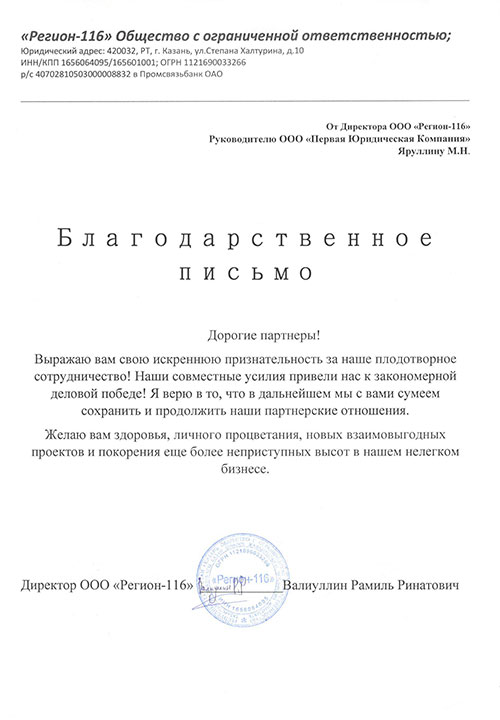 «Регион-116» Общество с ограниченной ответственностью;
Юридический адрес: 420032, РТ, г. Казань, ул.Степана Халтурина, д.10
ИНН/КПП 1656064095/165601001; ОГРН 1121690033266
р/с 40702810503000008832 в Промсвязьбанк ОАО
От Директора ООО «Регион-116»
Руководителю ООО «Первая Юридическая Компания»
Яруллину М.Н.
Благодарственное
письмо
Дорогие партнеры!
Выражаю вам свою искреннюю признательность за наше плодотворное
сотрудничество! Наши совместные усилия привели нас к закономерной
деловой победе! Я верю в то, что в дальнейшем мы с вами сумеем
сохранить и продолжить наши партнерские отношения.
Желаю вам здоровья, личного процветания, новых взаимовыгодных
проектов и покорения еще более неприступных высот в нашем нелегком
бизнесе.
Директор ООО «Регион-116» Валиуллин Рамиль Ринатович
«Регион-116»